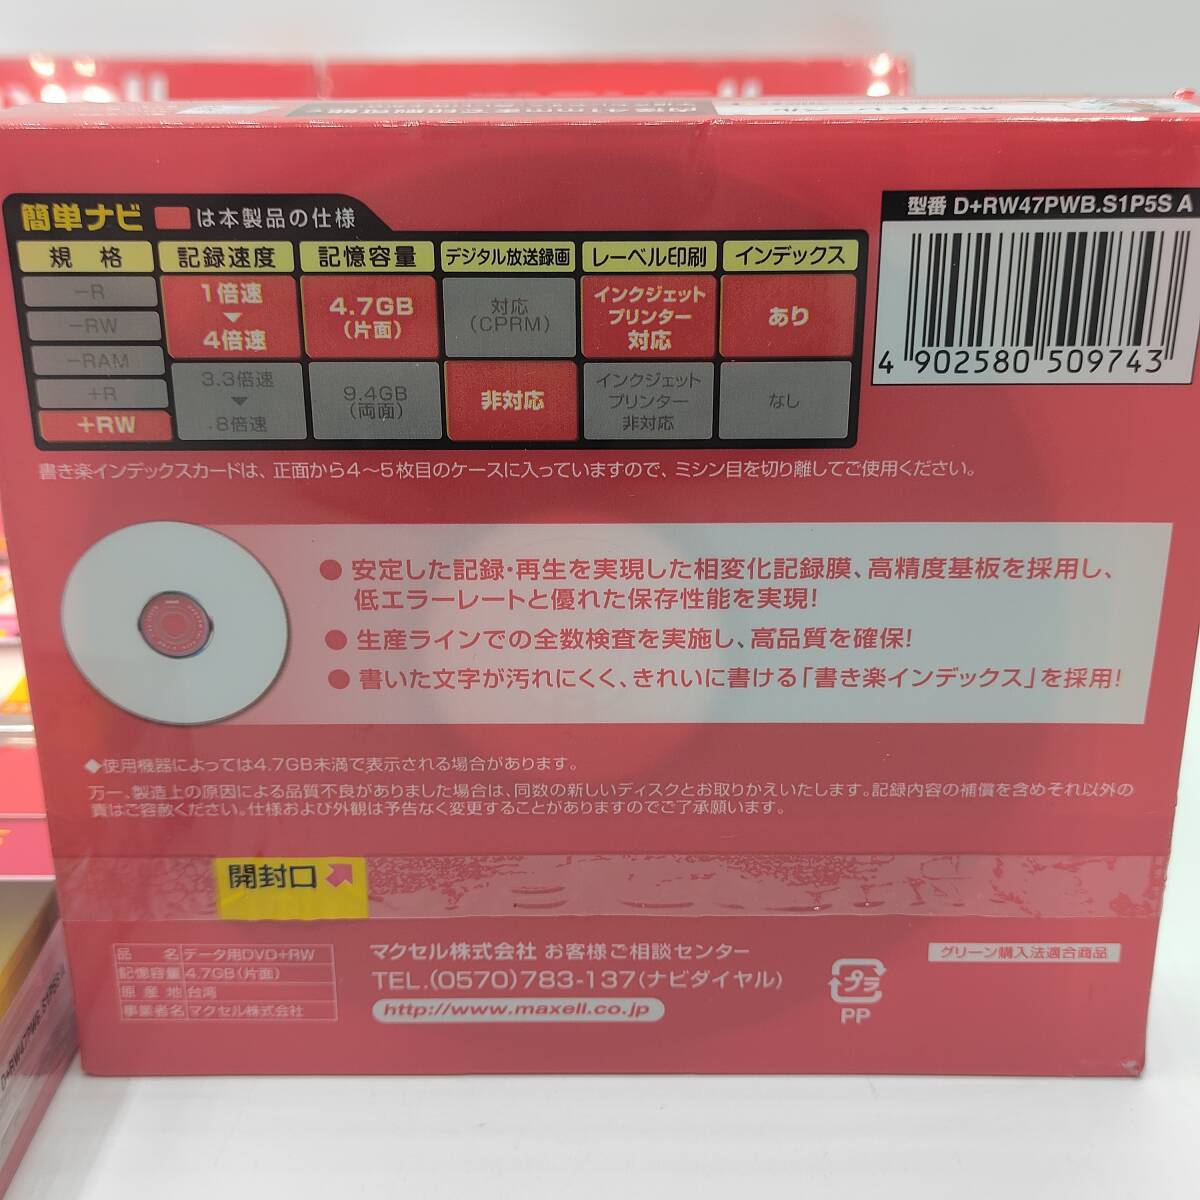 簡単ナビ は本製品の仕様
型番 D+RW47PWB.S1P5S A
規格 記録速度 記憶容量 デジタル放送録画 レーベル印刷 インデックス
−R
−RW
−RAM
+R
+RW
1倍速
▼
4倍速
3.3倍速
▼
8倍速
4.7GB
(片面)
9.4GB
(両面)
対応
(CPRM)
非対応
インクジェット
プリンター
対応
インクジェット
プリンター
非対応
あり
なし
4 902580 509743
書き楽インデックスカードは、正面から4〜5枚目のケースに入っていますので、ミシン目を切り離してご使用ください。
● 安定した記録・再生を実現した相変化記録膜、高精度基板を採用し、
低エラーレートと優れた保存性能を実現!
● 生産ラインでの全数検査を実施し、高品質を確保!
● 書いた文字が汚れにくく、きれいに書ける「書き楽インデックス」を採用!
◆使用機器によっては4.7GB未満で表示される場合があります。
万一、製造上の原因による品質不良がありました場合は、同数の新しいディスクとお取りかえいたします。記録内容の補償を含めそれ以外の
責はご容赦ください。仕様および外観は予告なく変更することがありますのでご了承願います。
開封口
品名 データ用DVD+RW
記憶容量 4.7GB(片面)
原産地 台湾
事業者名 マクセル株式会社
マクセル株式会社 お客様ご相談センター
TEL.(0570)783-137(ナビダイヤル)
http://www.maxell.co.jp
グリーン購入法適合商品
プラ
PP
D+RW47PWB.S1P5S A